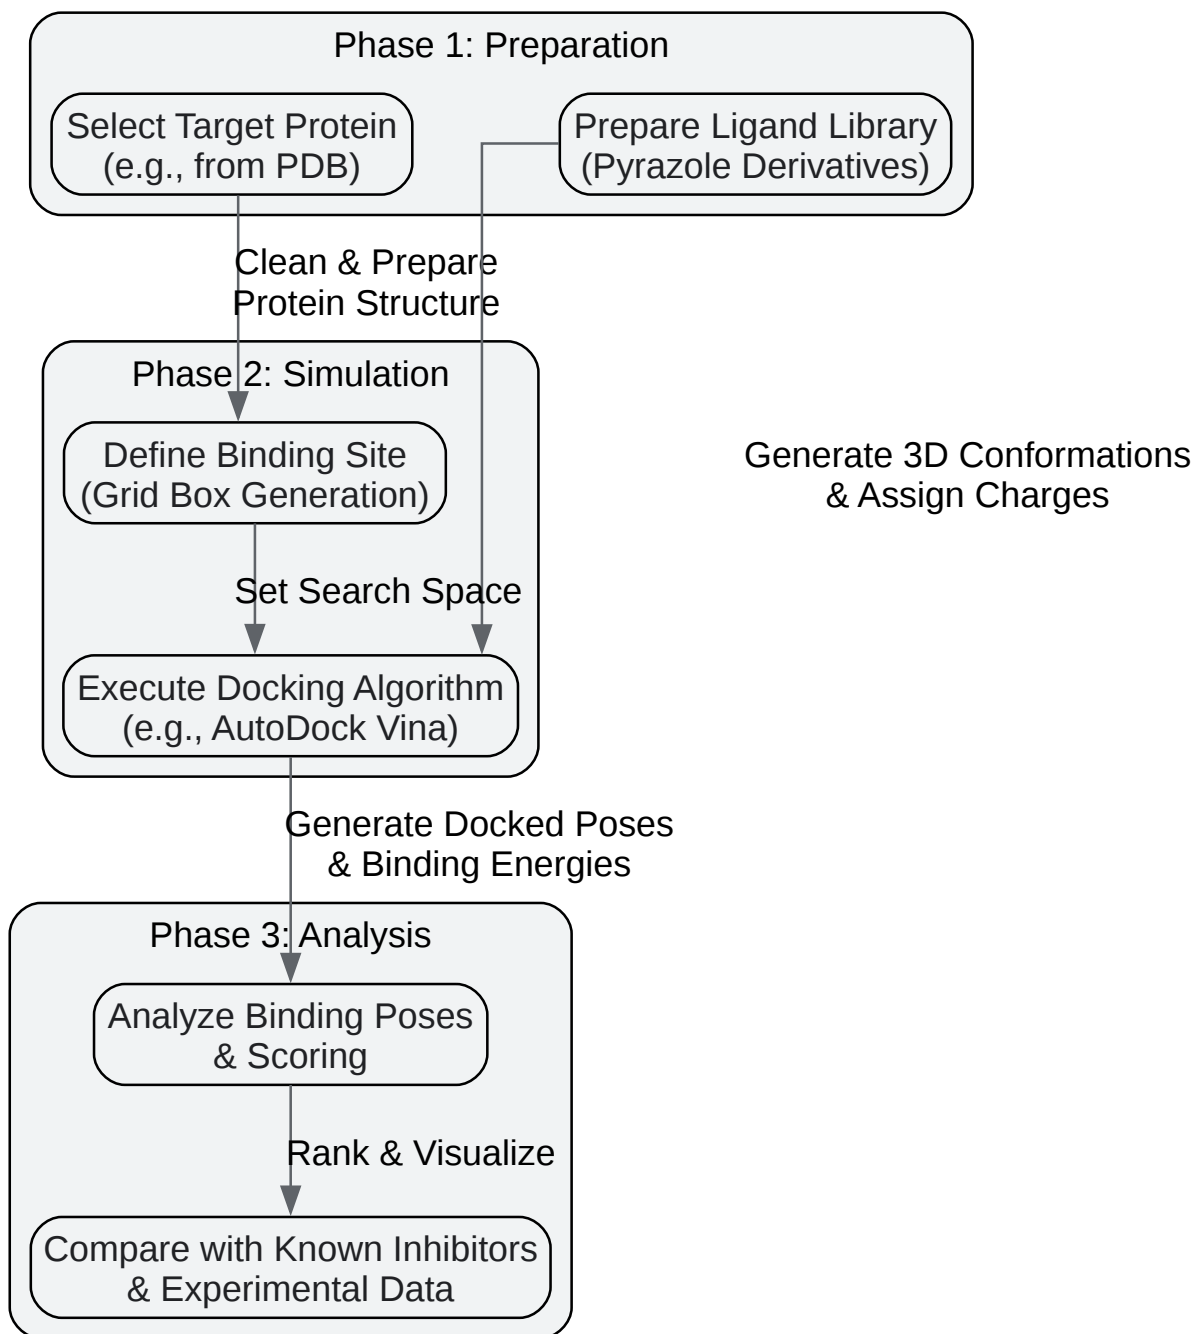 Phase 1: Preparation
Select Target Protein
(e.g., from PDB)
Prepare Ligand Library
(Pyrazole Derivatives)
Clean & Prepare
Protein Structure
Phase 2: Simulation
Define Binding Site
(Grid Box Generation)
Generate 3D Conformations
& Assign Charges
Set Search Space
Execute Docking Algorithm
(e.g., AutoDock Vina)
Generate Docked Poses
& Binding Energies
Phase 3: Analysis
Analyze Binding Poses
& Scoring
Rank & Visualize
Compare with Known Inhibitors
& Experimental Data